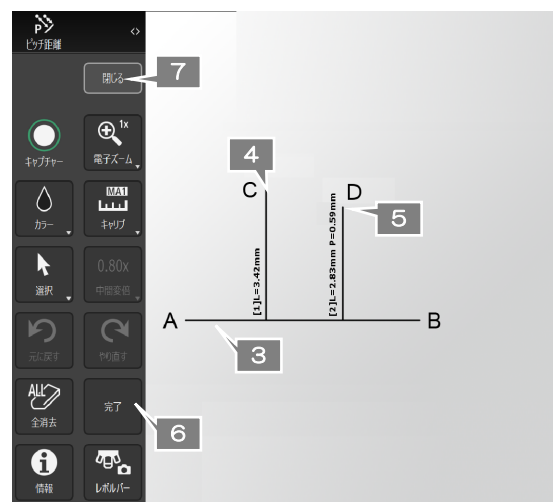 P
ピッチ距離
<>
閉じる
7
キャプチャー
1x
電子ズーム
カラー
MA1
キャリブ
選択
0.80x
中間変倍
元に戻す
やり直す
ALL
全消去
完了
6
情報
レボルバー
4
C
D
5
[1]L=3.42mm
[2]L=2.83mm P=0.59mm
A
B
3